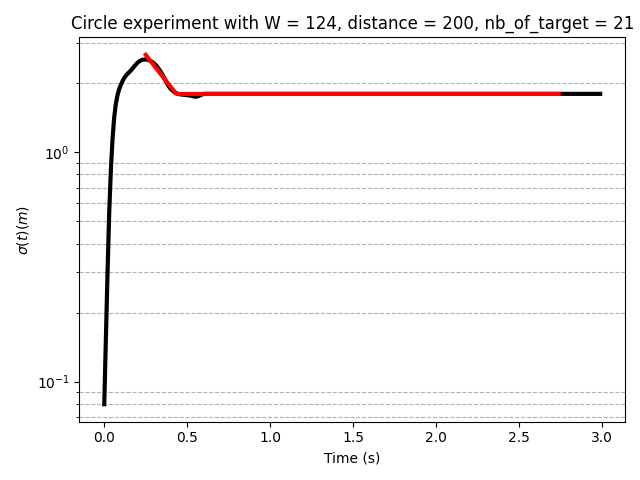 Circle experiment with W = 124, distance = 200, nb_of_target = 21
10⁰
10⁻¹
σ(t)(m)
0.0 0.5 1.0 1.5 2.0 2.5 3.0
Time (s)